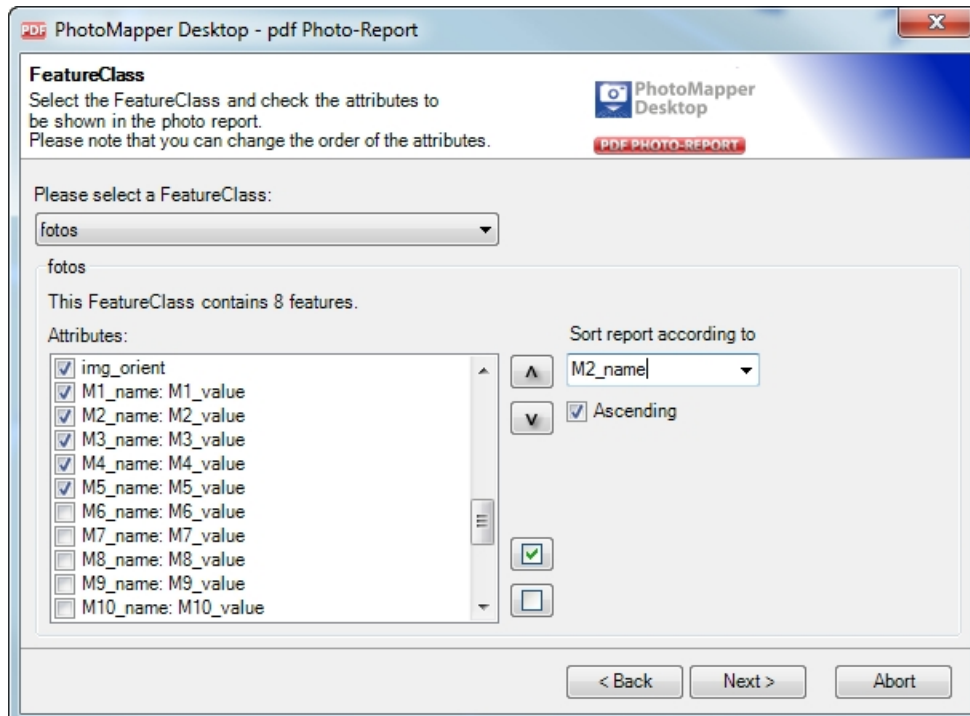 PDF PhotoMapper Desktop - pdf Photo-Report
FeatureClass
Select the FeatureClass and check the attributes to
be shown in the photo report.
Please note that you can change the order of the attributes.
PhotoMapper
Desktop
PDF PHOTO-REPORT
Please select a FeatureClass:
fotos
fotos
This FeatureClass contains 8 features.
Attributes:
Sort report according to
img_orient
M1_name: M1_value
M2_name: M2_value
M3_name: M3_value
M4_name: M4_value
M5_name: M5_value
M6_name: M6_value
M7_name: M7_value
M8_name: M8_value
M9_name: M9_value
M10_name: M10_value
M2_name
Ascending
< Back
Next >
Abort